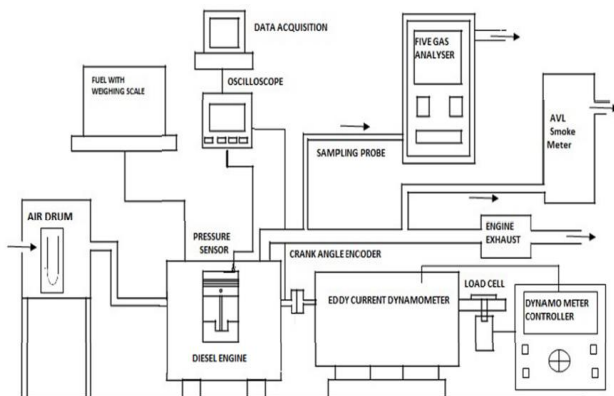 DATA ACQUISITION
OSCILLOSCOPE
FUEL WITH
WEIGHING SCALE
FIVE GAS
ANALYSER
AVL
Smoke
Meter
SAMPLING PROBE
AIR DRUM
PRESSURE
SENSOR
CRANK ANGLE ENCODER
ENGINE
EXHAUST
DIESEL ENGINE
EDDY CURRENT DYNAMOMETER
LOAD CELL
DYNAMO METER
CONTROLLER